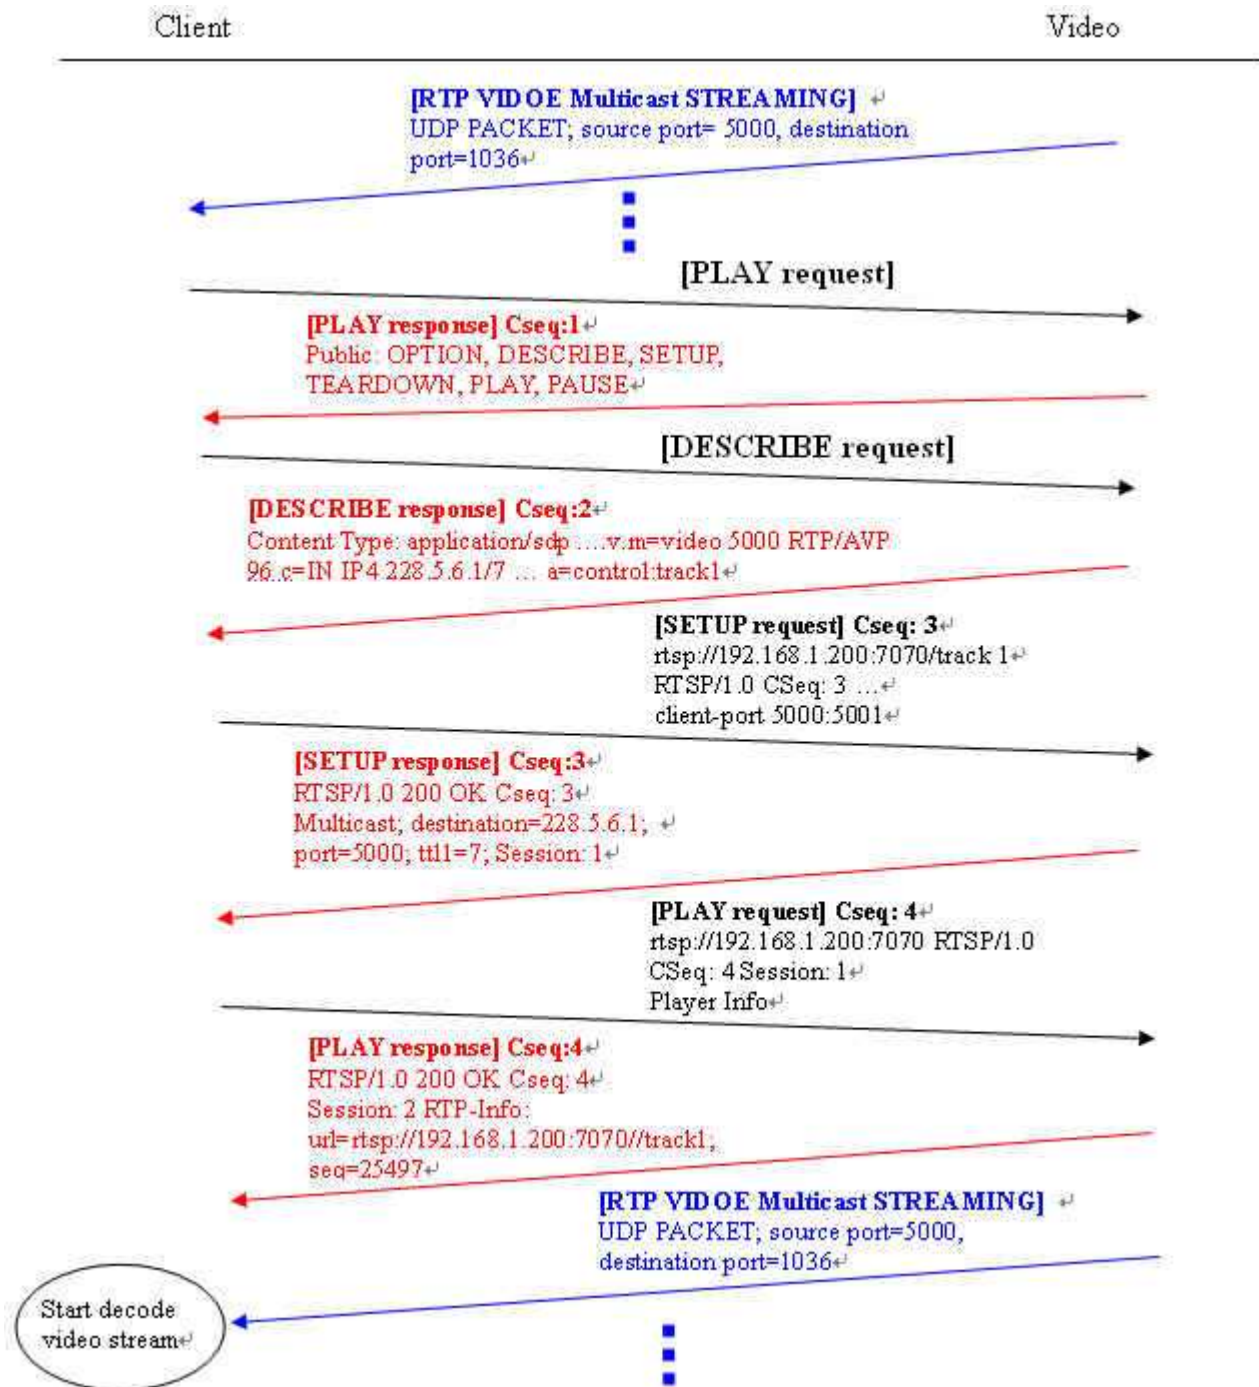 Client
Video
[RTP VIDOE Multicast STREAMING]
UDP PACKET; source port= 5000, destination
port=1036
[PLAY request]
[PLAY response] Cseq:1
Public: OPTION, DESCRIBE, SETUP,
TEARDOWN, PLAY, PAUSE
[DESCRIBE request]
[DESCRIBE response] Cseq:2
Content Type: application/sdp ....v.m=video 5000 RTP/AVP
96.c=IN IP4 228.5.6.1/7 ... a=control:track1
[SETUP request] Cseq: 3
rtsp://192.168.1.200:7070/track 1
RTSP/1.0 CSeq: 3 ...
client-port 5000:5001
[SETUP response] Cseq:3
RTSP/1.0 200 OK Cseq: 3
Multicast; destination=228.5.6.1;
port=5000; ttl1=7; Session: 1
[PLAY request] Cseq: 4
rtsp://192.168.1.200:7070 RTSP/1.0
CSeq: 4 Session: 1
Player Info
[PLAY response] Cseq:4
RTSP/1.0 200 OK Cseq: 4
Session: 2 RTP-Info:
url=rtsp://192.168.1.200:7070//track1;
seq=25497
[RTP VIDOE Multicast STREAMING]
UDP PACKET; source port=5000,
destination port=1036
Start decode
video stream